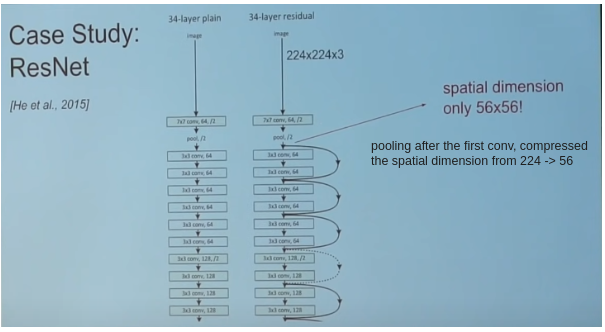 Case Study:
ResNet
[He et al., 2015]
34-layer plain
34-layer residual
image
image
224x224x3
7x7 conv, 64, /2
7x7 conv, 64, /2
pool, /2
pool, /2
3x3 conv, 64
3x3 conv, 64
3x3 conv, 64
3x3 conv, 64
3x3 conv, 64
3x3 conv, 64
3x3 conv, 64
3x3 conv, 64
3x3 conv, 64
3x3 conv, 64
3x3 conv, 64
3x3 conv, 64
3x3 conv, 128, /2
3x3 conv, 128, /2
3x3 conv, 128
3x3 conv, 128
3x3 conv, 128
3x3 conv, 128
3x3 conv, 128
3x3 conv, 128
spatial dimension
only 56x56!
pooling after the first conv, compressed
the spatial dimension from 224 -> 56